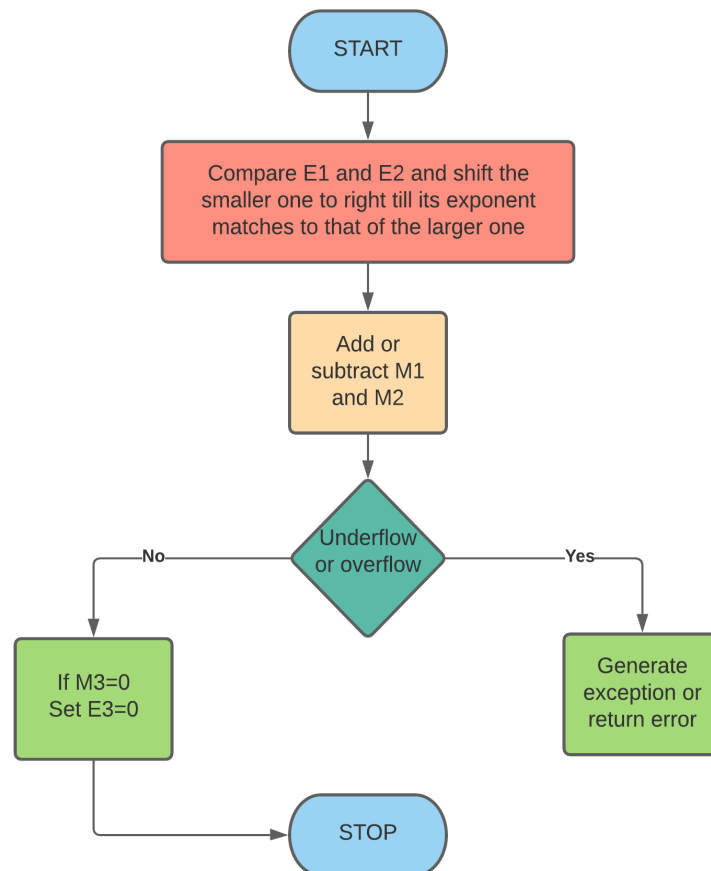 START
Compare E1 and E2 and shift the
smaller one to right till its exponent
matches to that of the larger one
Add or
subtract M1
and M2
Underflow
or overflow
No
Yes
If M3=0
Set E3=0
Generate
exception or
return error
STOP